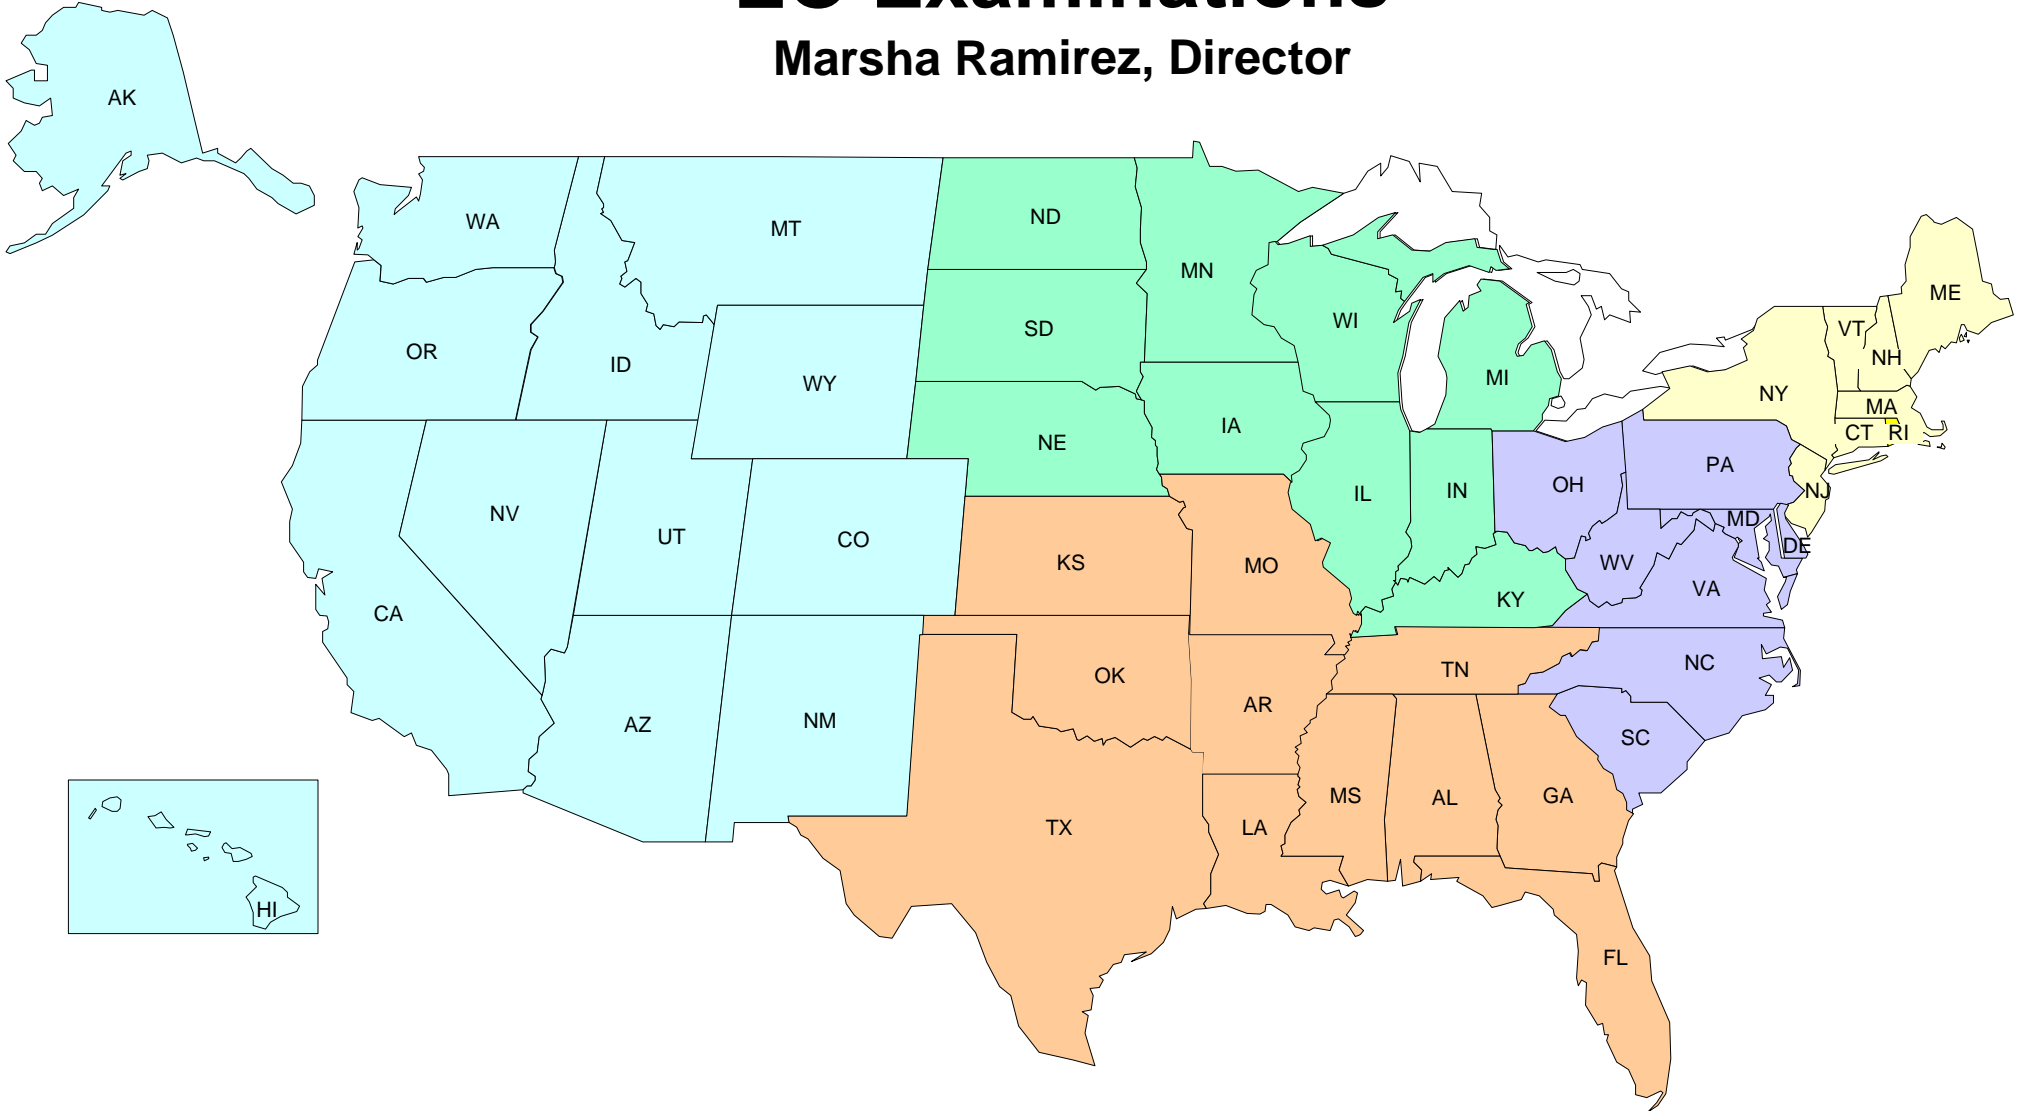 EO Examinations
Marsha Ramirez, Director
AK
WA
MT
ND
MN
ME
OR
ID
WY
SD
WI
MI
VT
NH
NY
MA
CT
RI
NE
IA
NV
UT
CO
IL
IN
OH
PA
NJ
MD
DE
KS
MO
WV
VA
CA
KY
AZ
NM
OK
AR
TN
NC
SC
TX
LA
MS
AL
GA
HI
FL